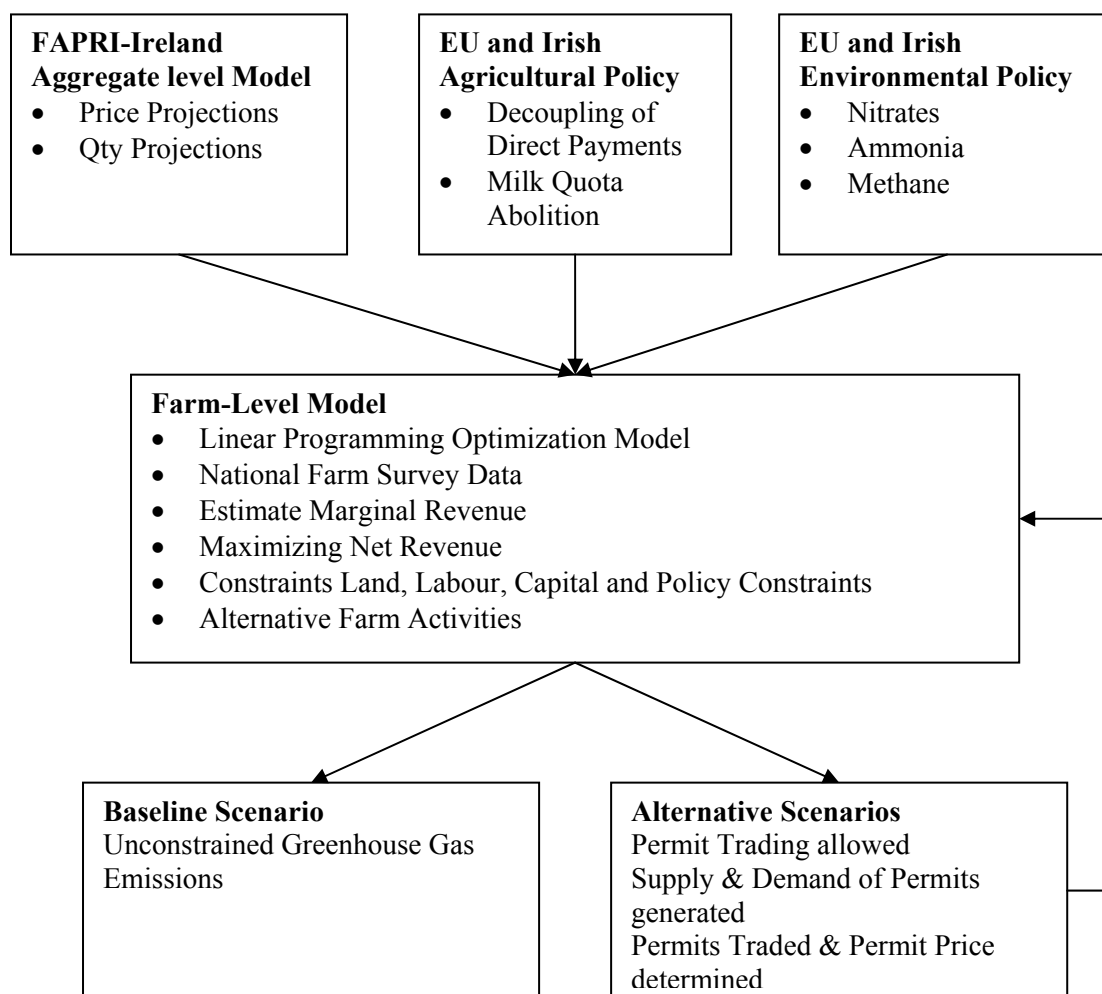 FAPRI-Ireland
Aggregate level Model
• Price Projections
• Qty Projections
EU and Irish
Agricultural Policy
• Decoupling of
Direct Payments
• Milk Quota
Abolition
EU and Irish
Environmental Policy
• Nitrates
• Ammonia
• Methane
Farm-Level Model
• Linear Programming Optimization Model
• National Farm Survey Data
• Estimate Marginal Revenue
• Maximizing Net Revenue
• Constraints Land, Labour, Capital and Policy Constraints
• Alternative Farm Activities
Baseline Scenario
Unconstrained Greenhouse Gas
Emissions
Alternative Scenarios
Permit Trading allowed
Supply & Demand of Permits
generated
Permits Traded & Permit Price
determined